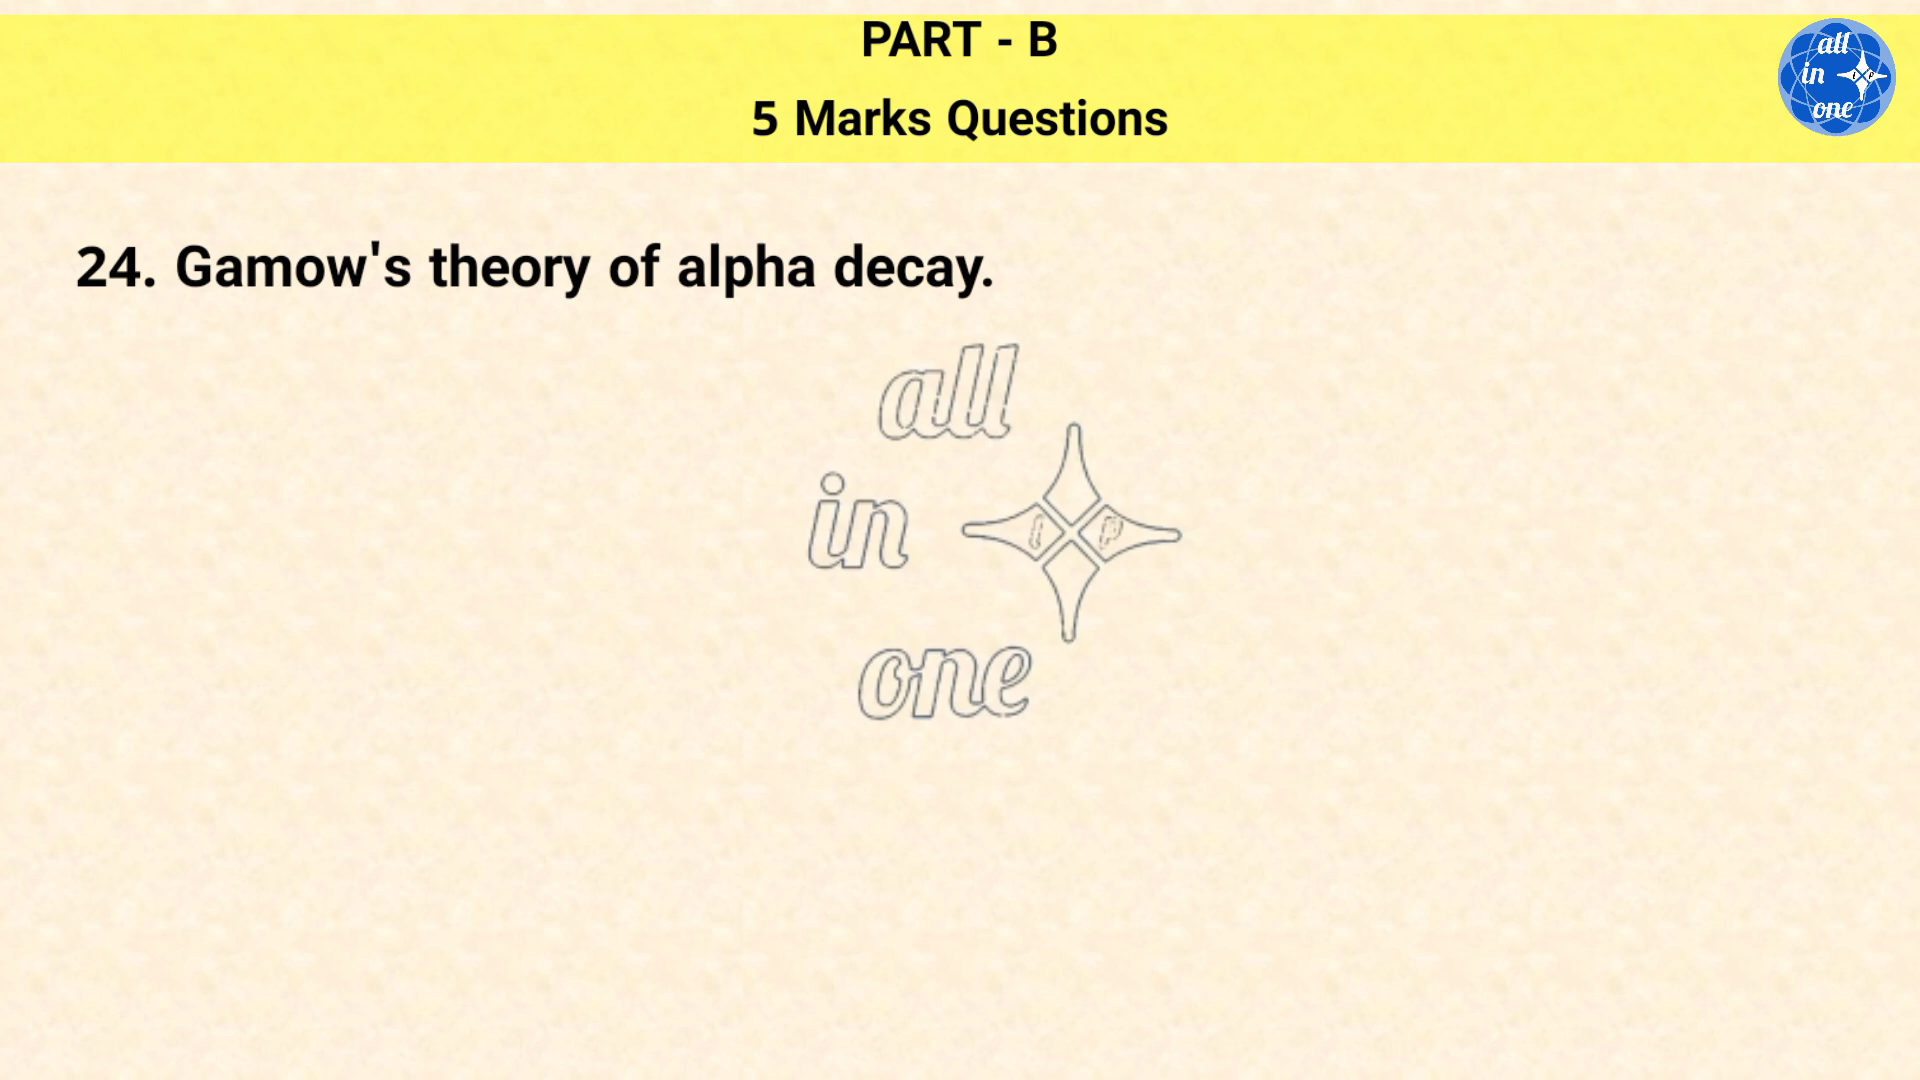 PART - B
5 Marks Questions
all
in
I P
one
24. Gamow's theory of alpha decay.
all
in
I P
one